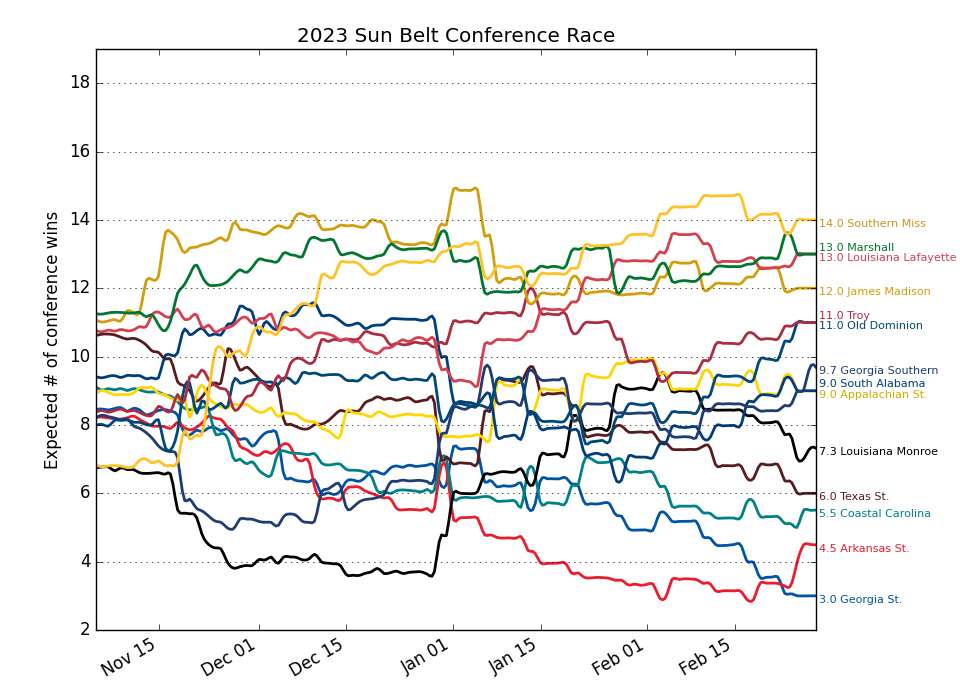 2023 Sun Belt Conference Race
Expected # of conference wins
18
16
14
12
10
8
6
4
2
14.0 Southern Miss
13.0 Marshall
13.0 Louisiana Lafayette
12.0 James Madison
11.0 Troy
11.0 Old Dominion
9.7 Georgia Southern
9.0 South Alabama
9.0 Appalachian St.
7.3 Louisiana Monroe
6.0 Texas St.
5.5 Coastal Carolina
4.5 Arkansas St.
3.0 Georgia St.
Nov 15
Dec 01
Dec 15
Jan 01
Jan 15
Feb 01
Feb 15